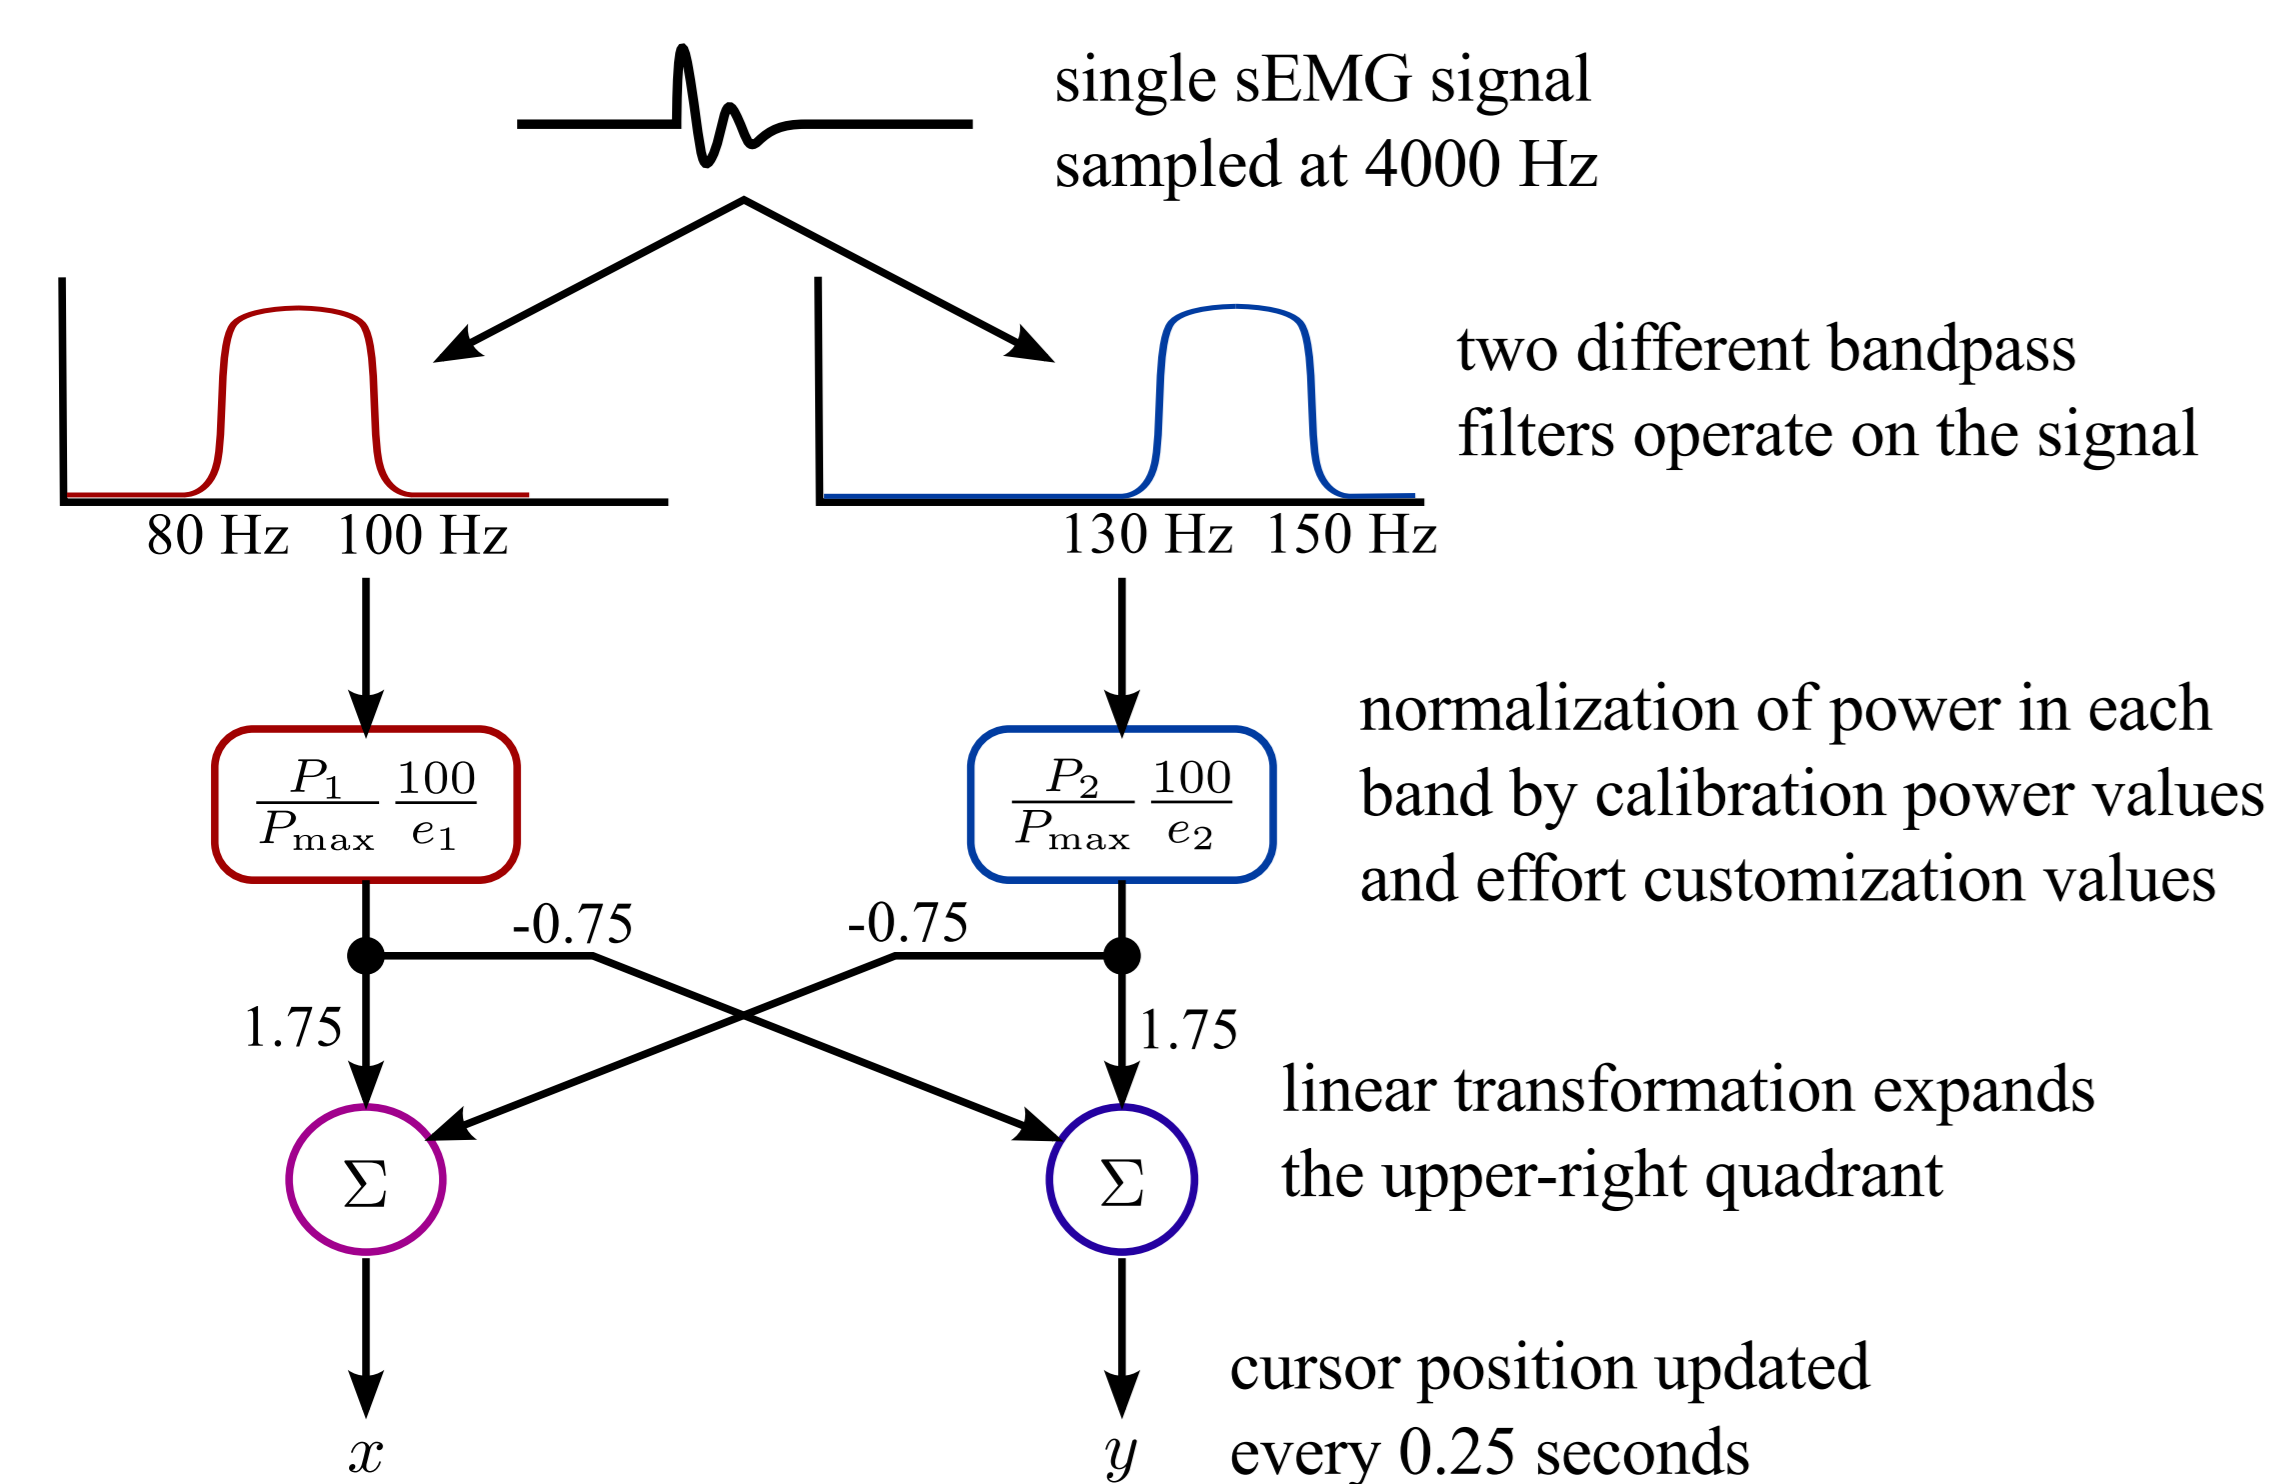 single sEMG signal
sampled at 4000 Hz
two different bandpass
filters operate on the signal
80 Hz 100 Hz
130 Hz 150 Hz
normalization of power in each
band by calibration power values
and effort customization values
P₁ 100
Pmax e₁
P₂ 100
Pmax e₂
-0.75 -0.75
1.75 1.75
linear transformation expands
the upper-right quadrant
Σ Σ
cursor position updated
every 0.25 seconds
x y